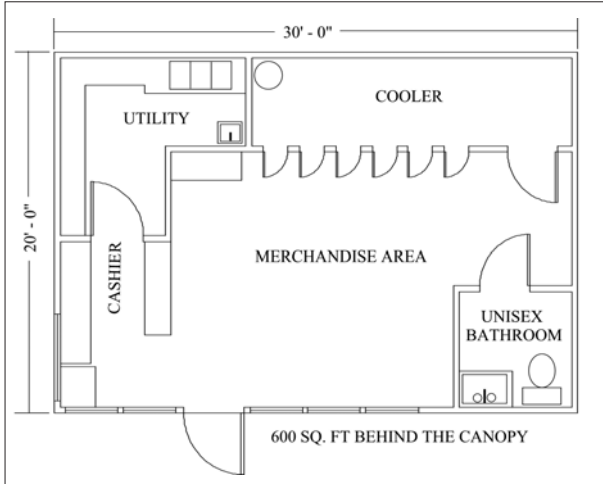 30' - 0"
COOLER
UTILITY
20' - 0"
CASHIER
MERCHANDISE AREA
UNISEX
BATHROOM
600 SQ. FT BEHIND THE CANOPY